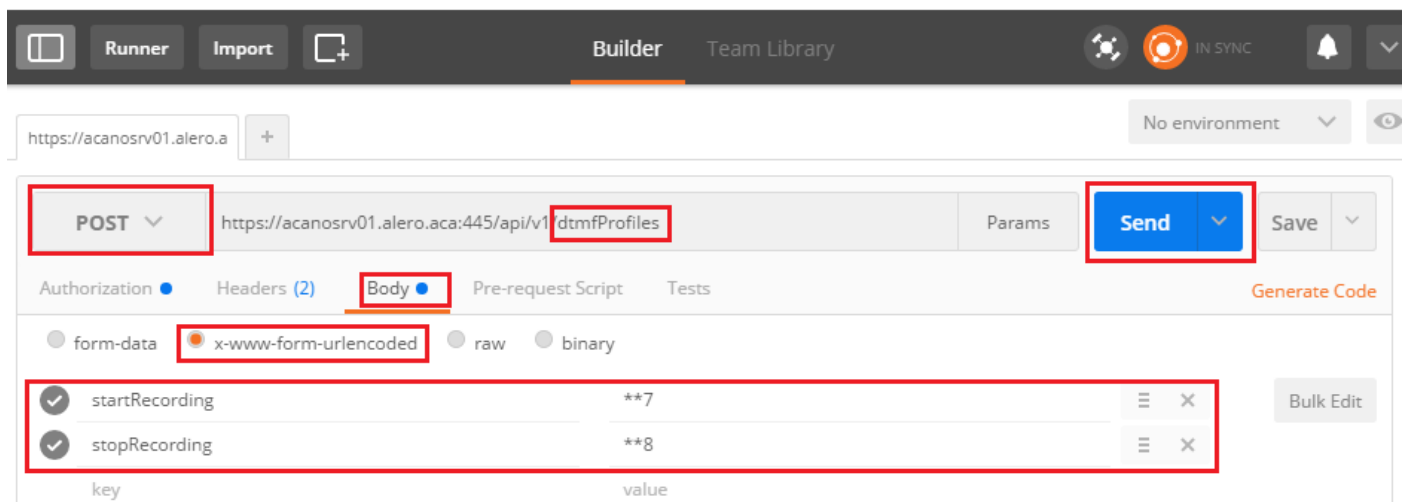 Runner Import Builder Team Library IN SYNC
https://acanosrv01.alero.a + No environment
POST https://acanosrv01.alero.aca:445/api/v1/dtmfProfiles Params Send Save
Authorization Headers (2) Body Pre-request Script Tests Generate Code
form-data x-www-form-urlencoded raw binary
startRecording **7 Bulk Edit
stopRecording **8
key value